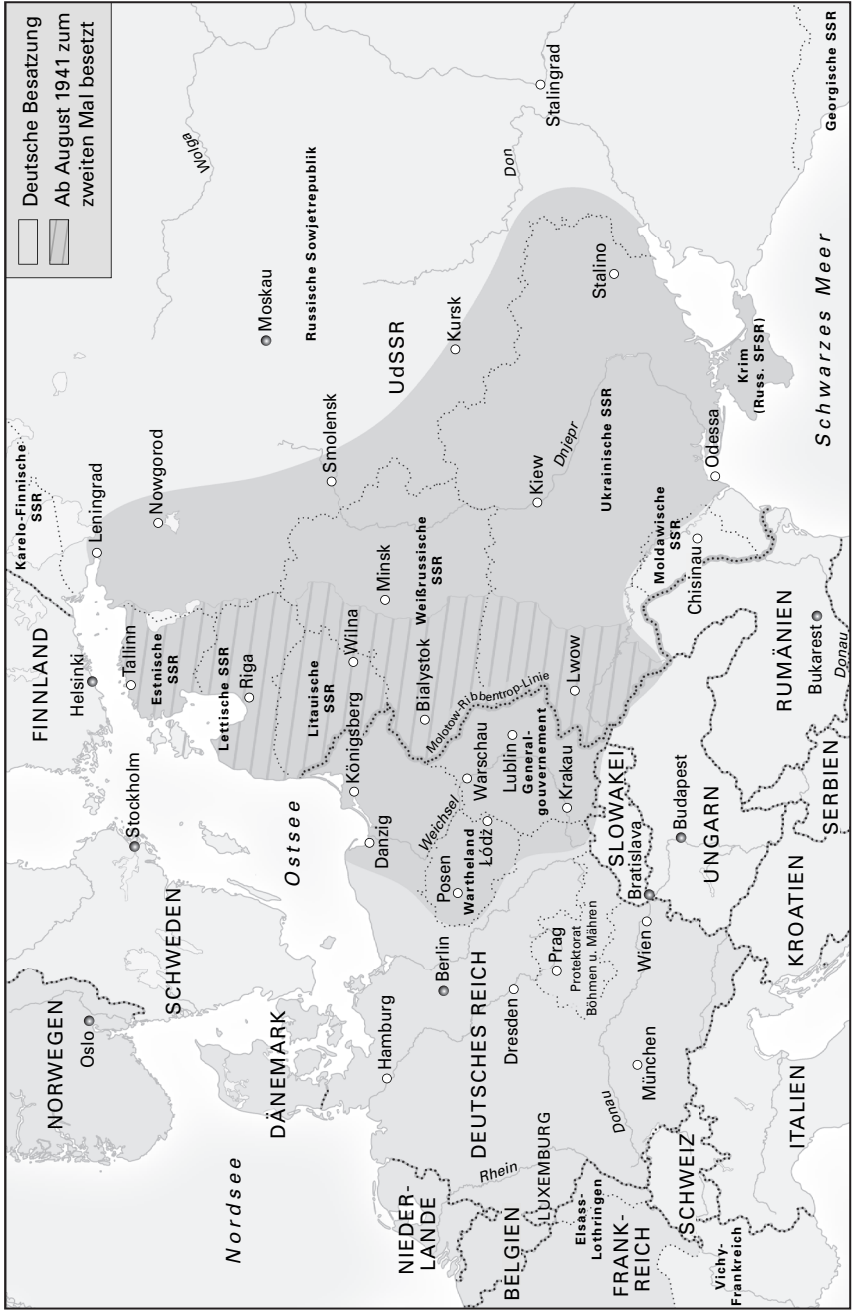 Deutsche Besatzung
Ab August 1941 zum
zweiten Mal besetzt
NORWEGEN
Oslo
SCHWEDEN
Stockholm
FINNLAND
Helsinki
Karelo-Finnische
SSR
Leningrad
Nowgorod
Wolga
Tallinn
Estnische
SSR
Lettische SSR
Riga
Litauische
SSR
Wilna
Nordsee
DÄNEMARK
Ostsee
Moskau
Russische Sowjetrepublik
UdSSR
Smolensk
Kursk
Don
Stalingrad
Georgische SSR
Hamburg
Danzig
Königsberg
Minsk
Weißrussische
SSR
Bialystok
Molotow-Ribbentrop-Linie
NIEDER-
LANDE
DEUTSCHES REICH
Berlin
Posen
Wartheland
Łódź
Weichsel
Warschau
Lublin
General-
gouvernement
Krakau
Lwow
Kiew
Dnjepr
Ukrainische SSR
Stalino
BELGIEN
LUXEMBURG
Rhein
Dresden
Prag
Protektorat
Böhmen u. Mähren
Elsass-
Lothringen
FRANK-
REICH
Donau
München
Wien
SLOWAKEI
Bratislava
Budapest
UNGARN
Moldawische
SSR
Chisinau
Odessa
Krim
(Russ. SFSR)
Schwarzes Meer
SCHWEIZ
Vichy-
Frankreich
ITALIEN
KROATIEN
SERBIEN
RUMÄNIEN
Bukarest
Donau